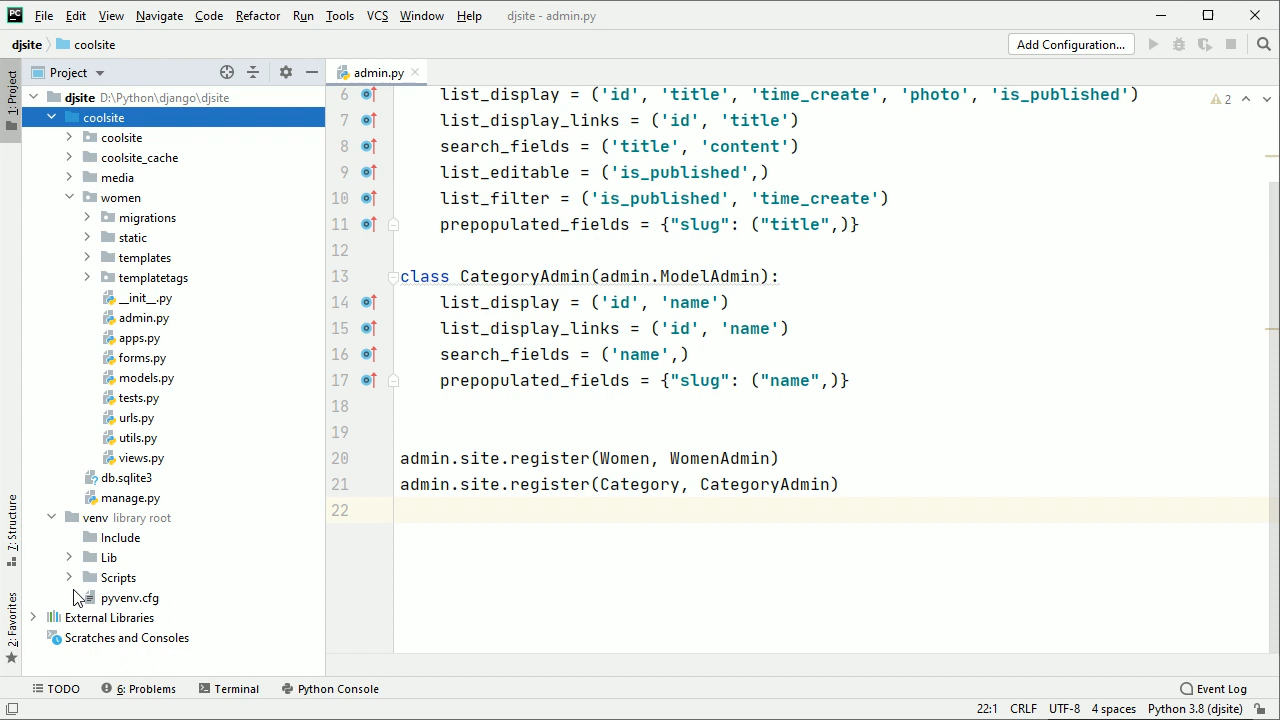 PC File Edit View Navigate Code Refactor Run Tools VCS Window Help djsite - admin.py
djsite coolsite Add Configuration...
1: Project
Project
admin.py
djsite D:\Python\django\djsite
coolsite
coolsite
coolsite_cache
media
women
migrations
static
templates
templatetags
__init__.py
admin.py
apps.py
forms.py
models.py
tests.py
urls.py
utils.py
views.py
db.sqlite3
manage.py
venv library root
Include
Lib
Scripts
pyvenv.cfg
External Libraries
Scratches and Consoles
7: Structure
2: Favorites
2
6 list_display = ('id', 'title', 'time_create', 'photo', 'is_published')
7 list_display_links = ('id', 'title')
8 search_fields = ('title', 'content')
9 list_editable = ('is_published',)
10 list_filter = ('is_published', 'time_create')
11 prepopulated_fields = {"slug": ("title",)}
12
13 class CategoryAdmin(admin.ModelAdmin):
14 list_display = ('id', 'name')
15 list_display_links = ('id', 'name')
16 search_fields = ('name',)
17 prepopulated_fields = {"slug": ("name",)}
18
19
20 admin.site.register(Women, WomenAdmin)
21 admin.site.register(Category, CategoryAdmin)
22
TODO 6: Problems Terminal Python Console Event Log
22:1 CRLF UTF-8 4 spaces Python 3.8 (djsite)